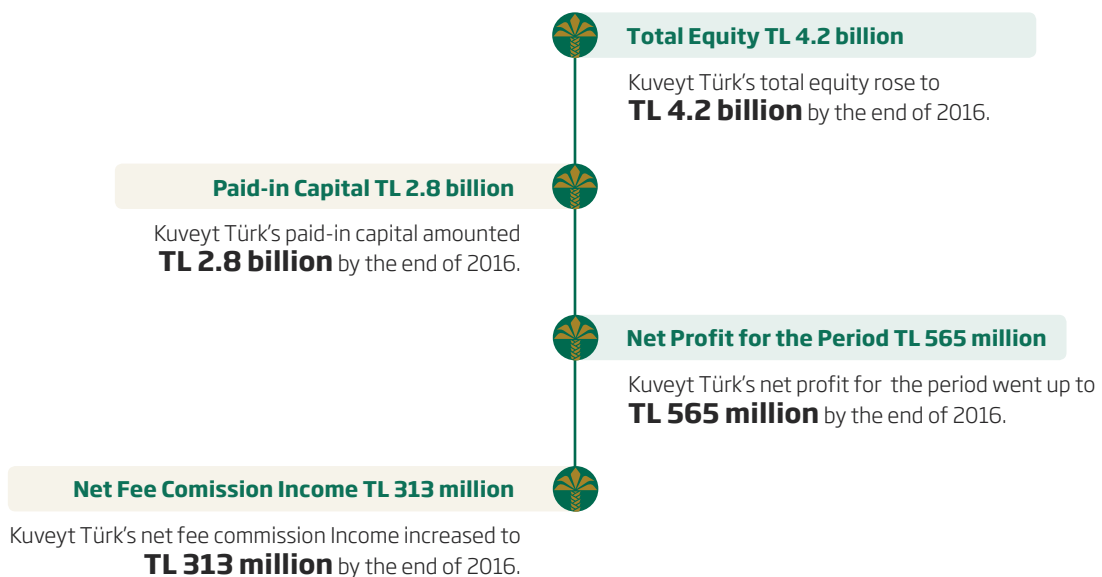 Total Equity TL 4.2 billion
Kuveyt Türk's total equity rose to
TL 4.2 billion by the end of 2016.
Paid-in Capital TL 2.8 billion
Kuveyt Türk's paid-in capital amounted
TL 2.8 billion by the end of 2016.
Net Profit for the Period TL 565 million
Kuveyt Türk's net profit for the period went up to
TL 565 million by the end of 2016.
Net Fee Comission Income TL 313 million
Kuveyt Türk's net fee commission Income increased to
TL 313 million by the end of 2016.